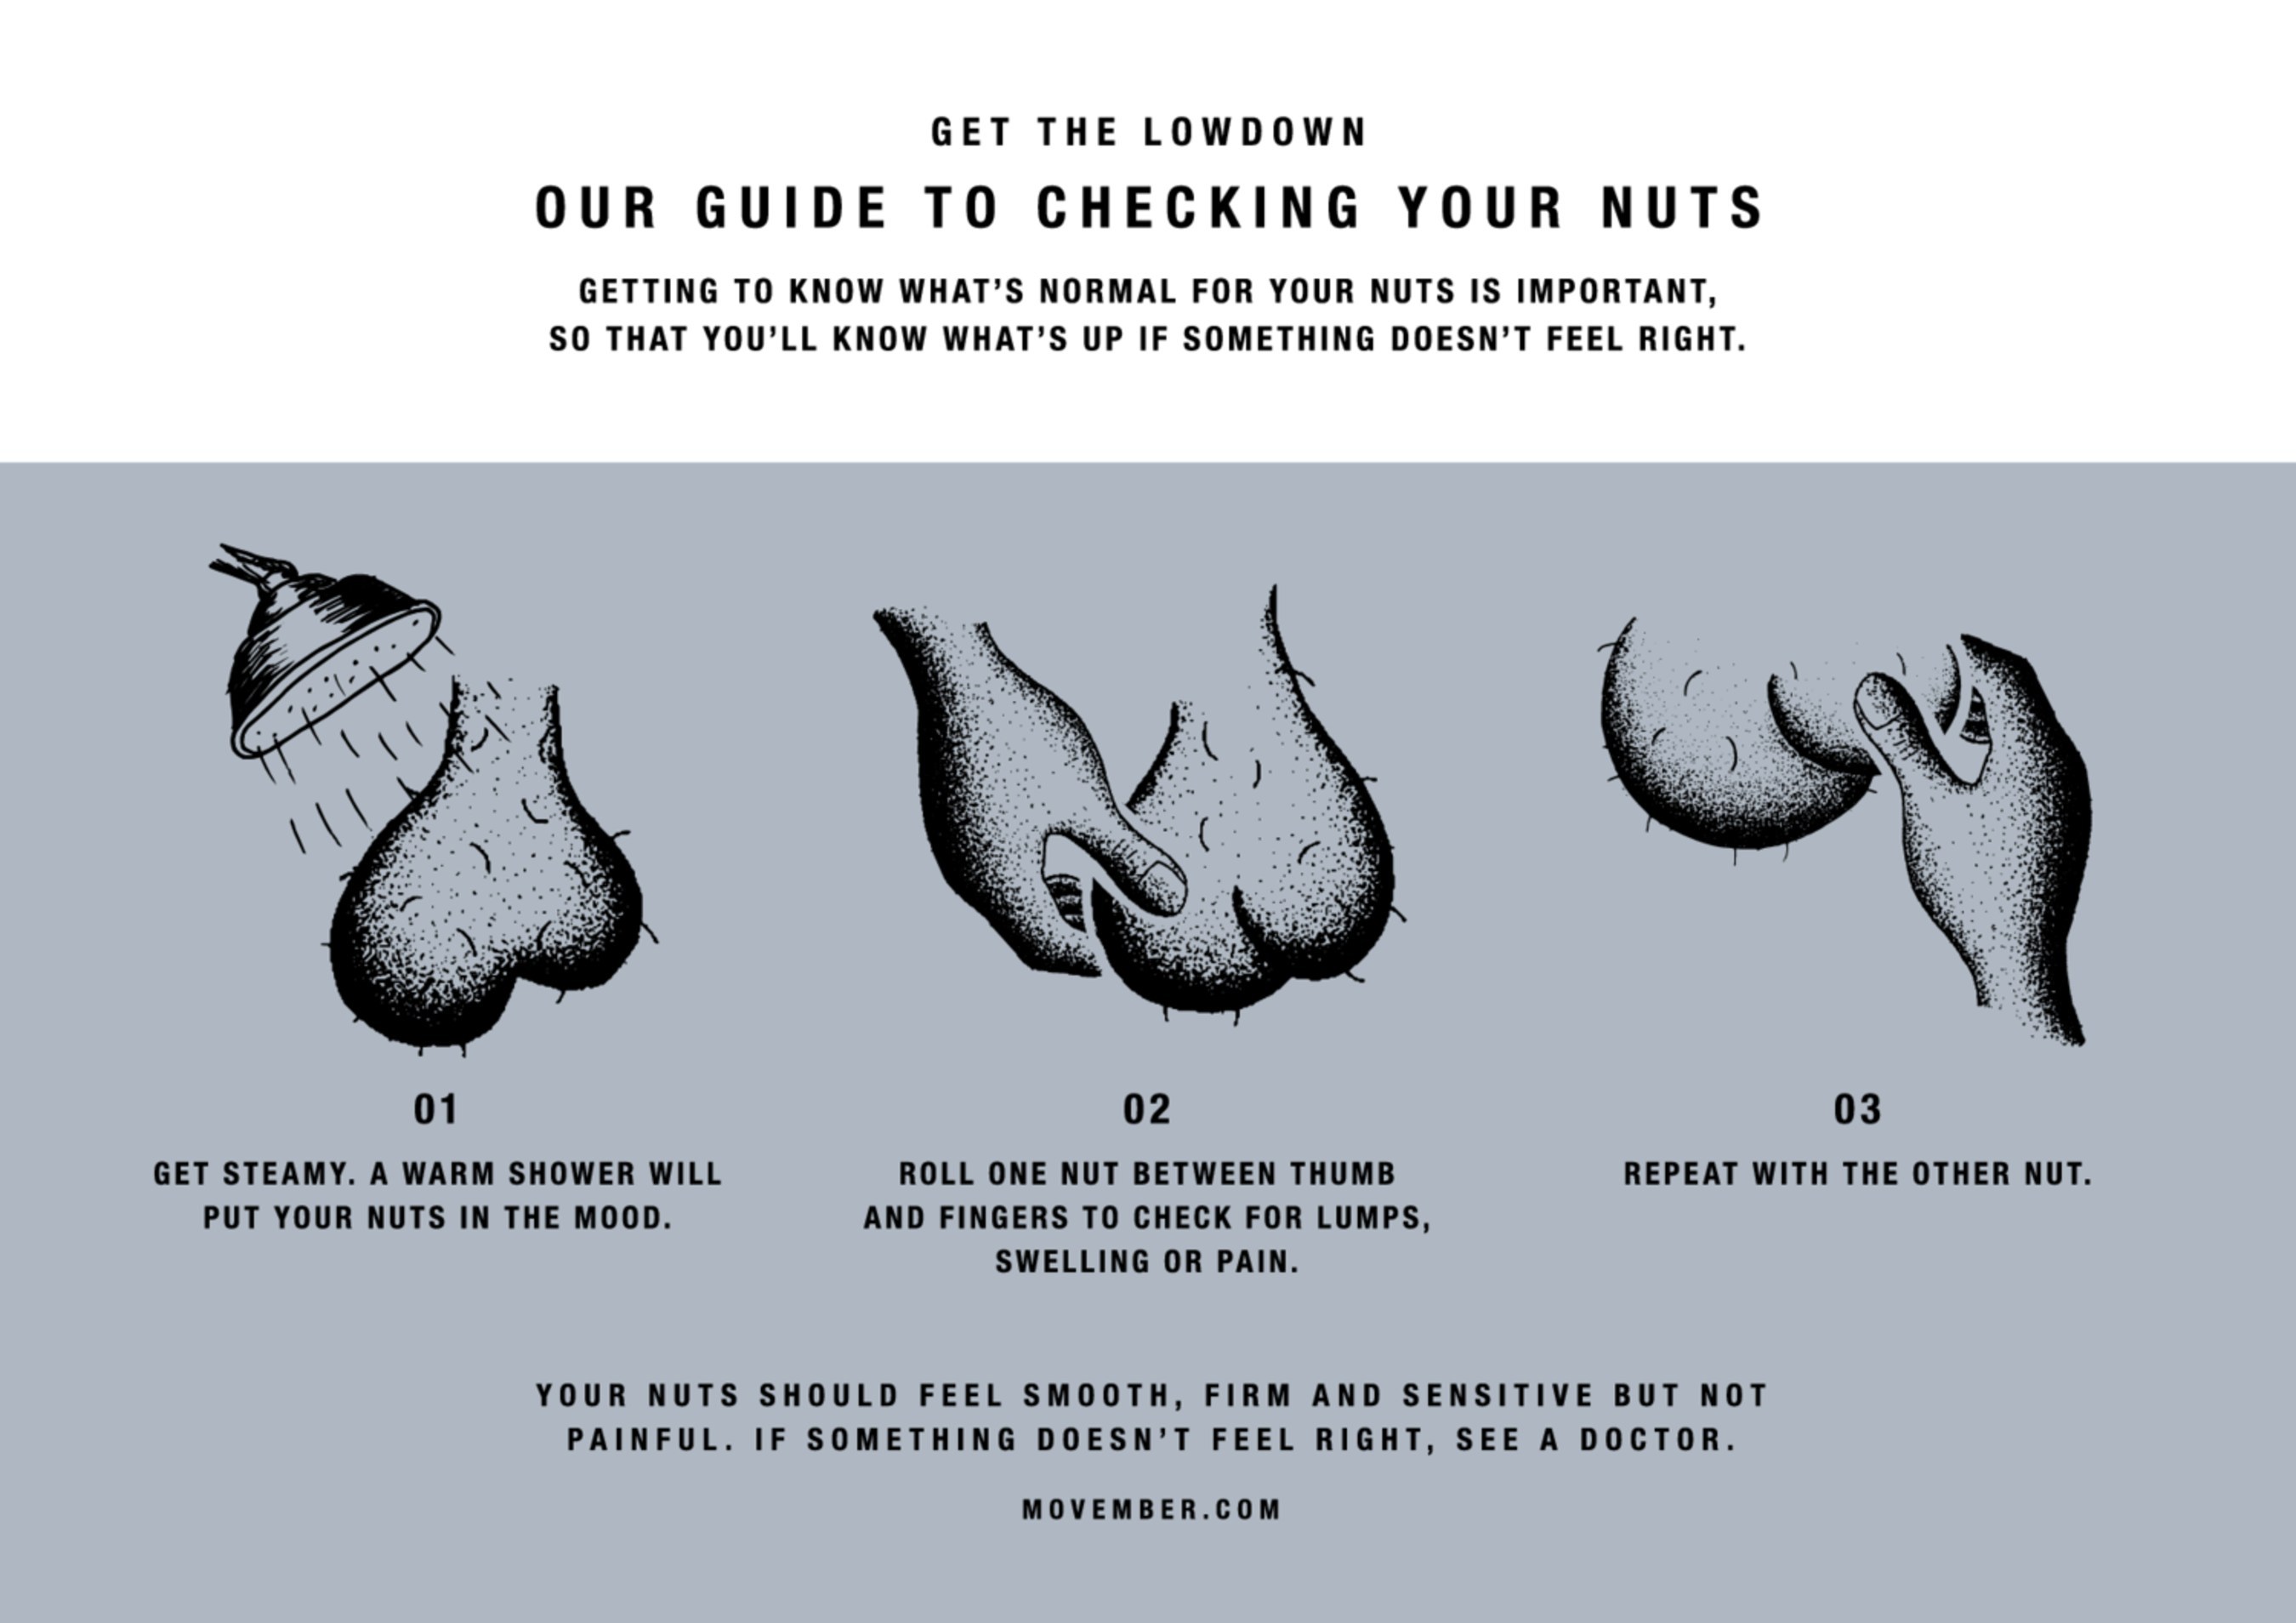 GET THE LOWDOWN
OUR GUIDE TO CHECKING YOUR NUTS
GETTING TO KNOW WHAT'S NORMAL FOR YOUR NUTS IS IMPORTANT,
SO THAT YOU'LL KNOW WHAT'S UP IF SOMETHING DOESN'T FEEL RIGHT.
01
GET STEAMY. A WARM SHOWER WILL
PUT YOUR NUTS IN THE MOOD.
02
ROLL ONE NUT BETWEEN THUMB
AND FINGERS TO CHECK FOR LUMPS,
SWELLING OR PAIN.
03
REPEAT WITH THE OTHER NUT.
YOUR NUTS SHOULD FEEL SMOOTH, FIRM AND SENSITIVE BUT NOT
PAINFUL. IF SOMETHING DOESN'T FEEL RIGHT, SEE A DOCTOR.
MOVEMBER.COM